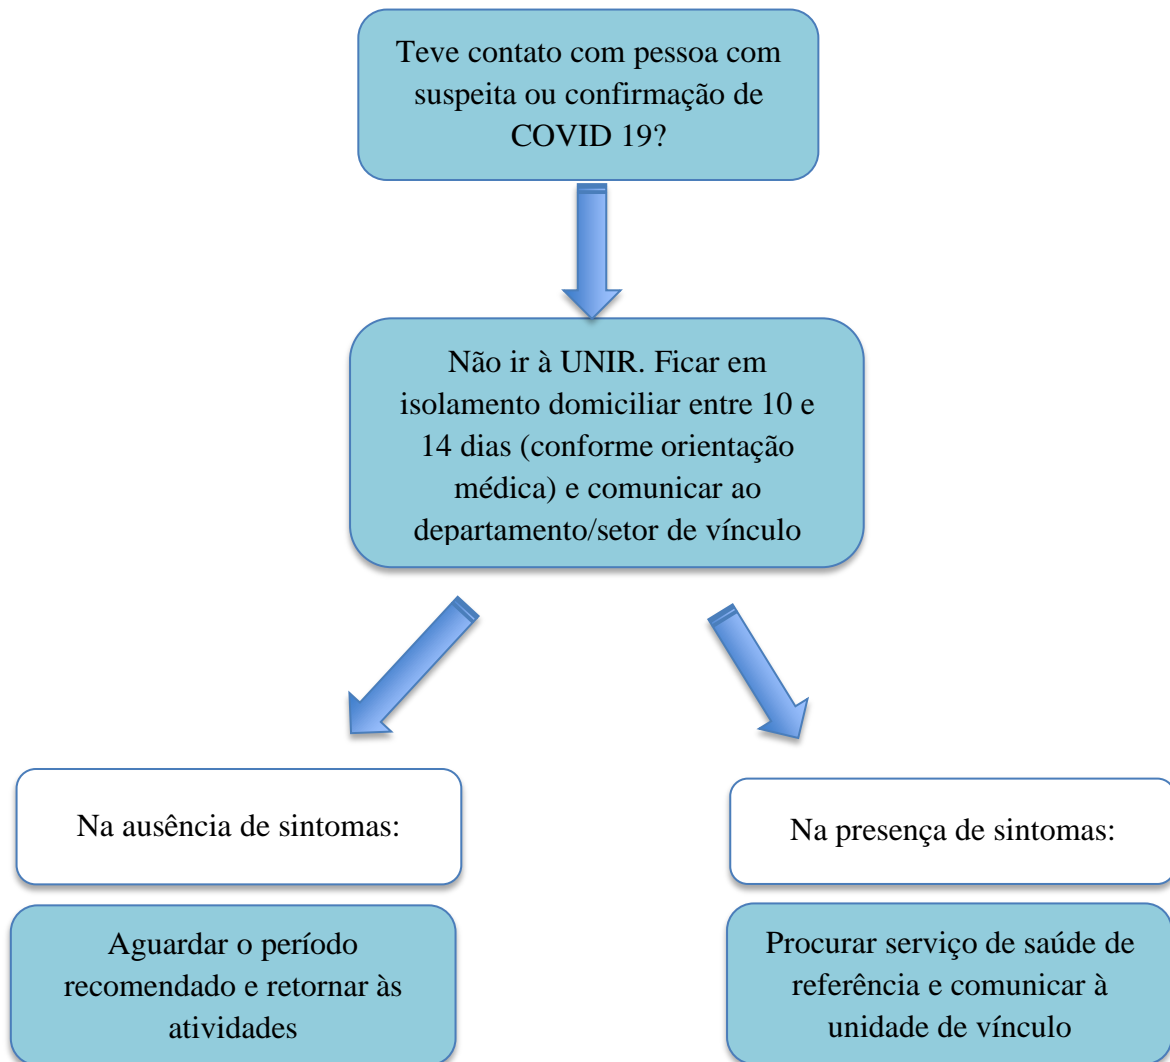 Teve contato com pessoa com
suspeita ou confirmação de
COVID 19?
Não ir à UNIR. Ficar em
isolamento domiciliar entre 10 e
14 dias (conforme orientação
médica) e comunicar ao
departamento/setor de vínculo
Na ausência de sintomas:
Aguardar o período
recomendado e retornar às
atividades
Na presença de sintomas:
Procurar serviço de saúde de
referência e comunicar à
unidade de vínculo